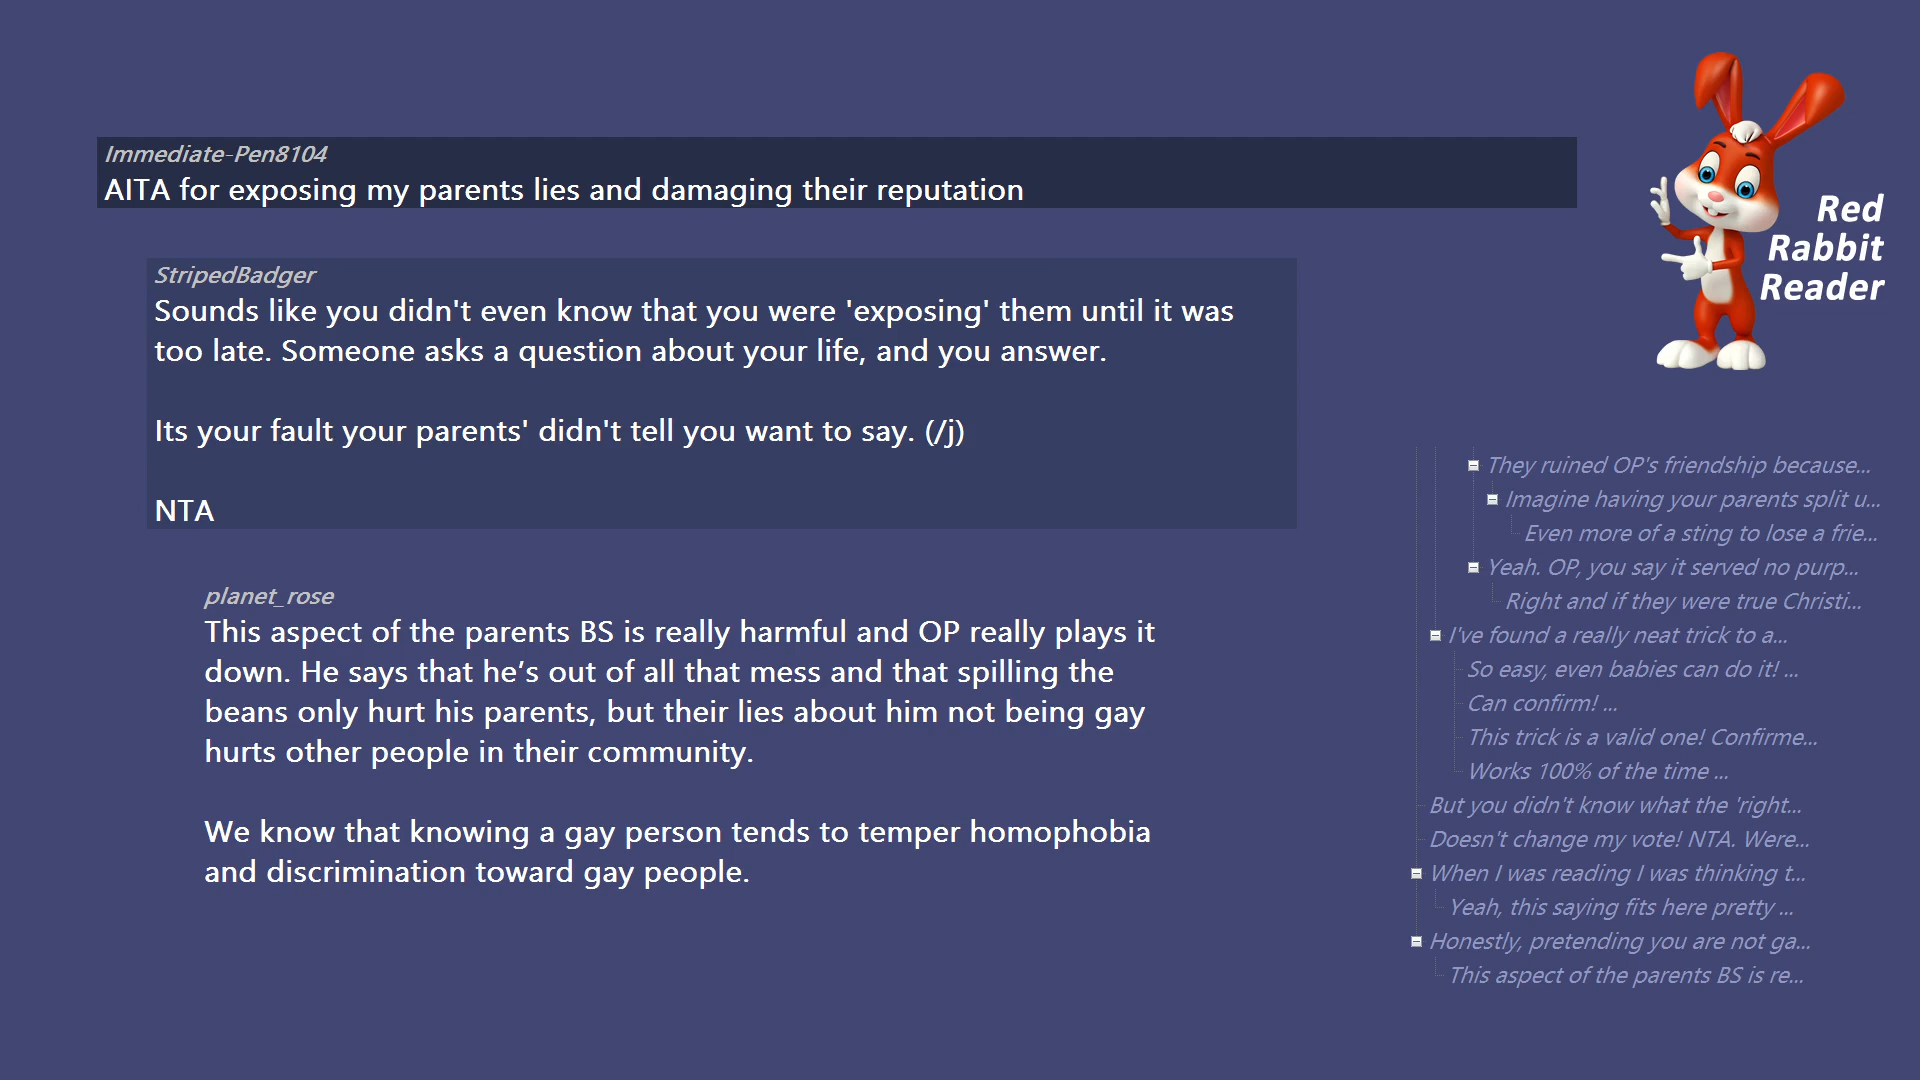 Immediate-Pen8104
AITA for exposing my parents lies and damaging their reputation
StripedBadger
Sounds like you didn't even know that you were 'exposing' them until it was
too late. Someone asks a question about your life, and you answer.
Its your fault your parents' didn't tell you want to say. (/j)
NTA
planet_rose
This aspect of the parents BS is really harmful and OP really plays it
down. He says that he’s out of all that mess and that spilling the
beans only hurt his parents, but their lies about him not being gay
hurts other people in their community.
We know that knowing a gay person tends to temper homophobia
and discrimination toward gay people.
Red
Rabbit
Reader
They ruined OP's friendship because...
Imagine having your parents split u...
Even more of a sting to lose a frie...
Yeah. OP, you say it served no purp...
Right and if they were true Christi...
I've found a really neat trick to a...
So easy, even babies can do it! ...
Can confirm! ...
This trick is a valid one! Confirme...
Works 100% of the time ...
But you didn't know what the 'right...
Doesn't change my vote! NTA. Were...
When I was reading I was thinking t...
Yeah, this saying fits here pretty ...
Honestly, pretending you are not ga...
This aspect of the parents BS is re...